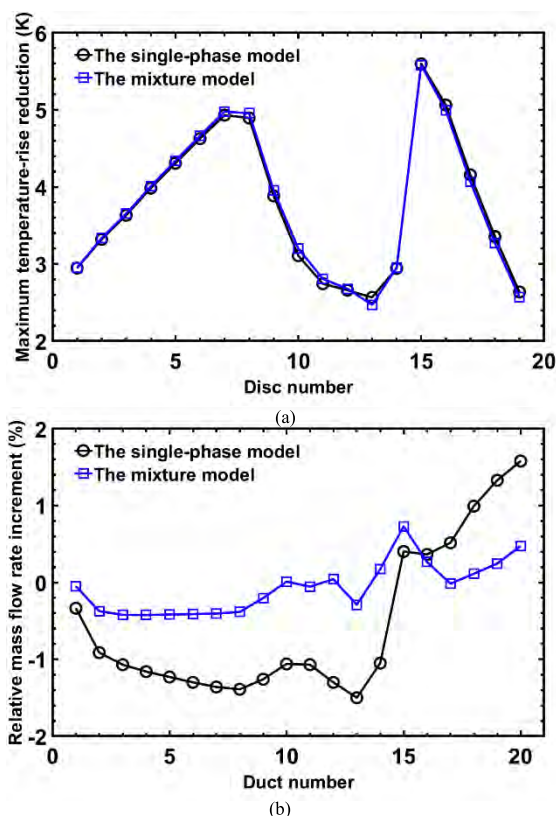 6
5
4
3
2
Maximum temperature-rise reduction (K)
The single-phase model
The mixture model
0 5 10 15 20
Disc number
(a)
2
1
0
-1
-2
Relative mass flow rate increment (%)
The single-phase model
The mixture model
0 5 10 15 20
Duct number
(b)